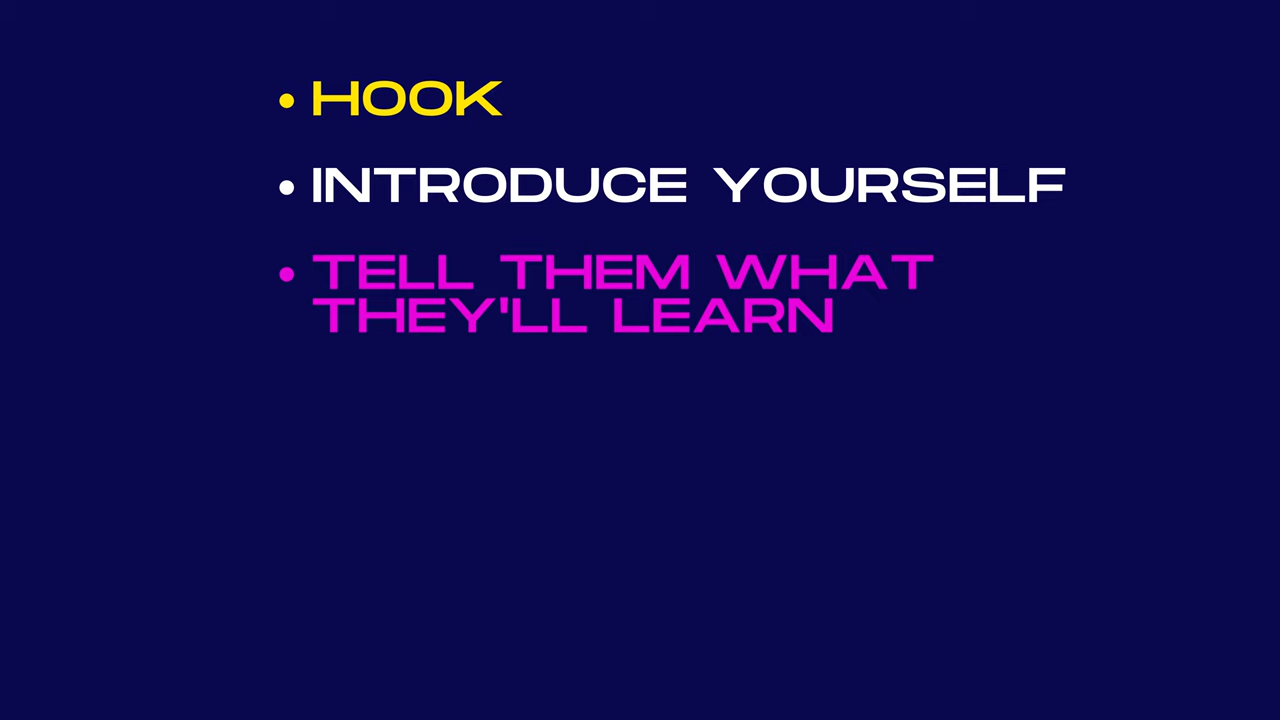 • HOOK
• INTRODUCE YOURSELF
• TELL THEM WHAT
THEY'LL LEARN